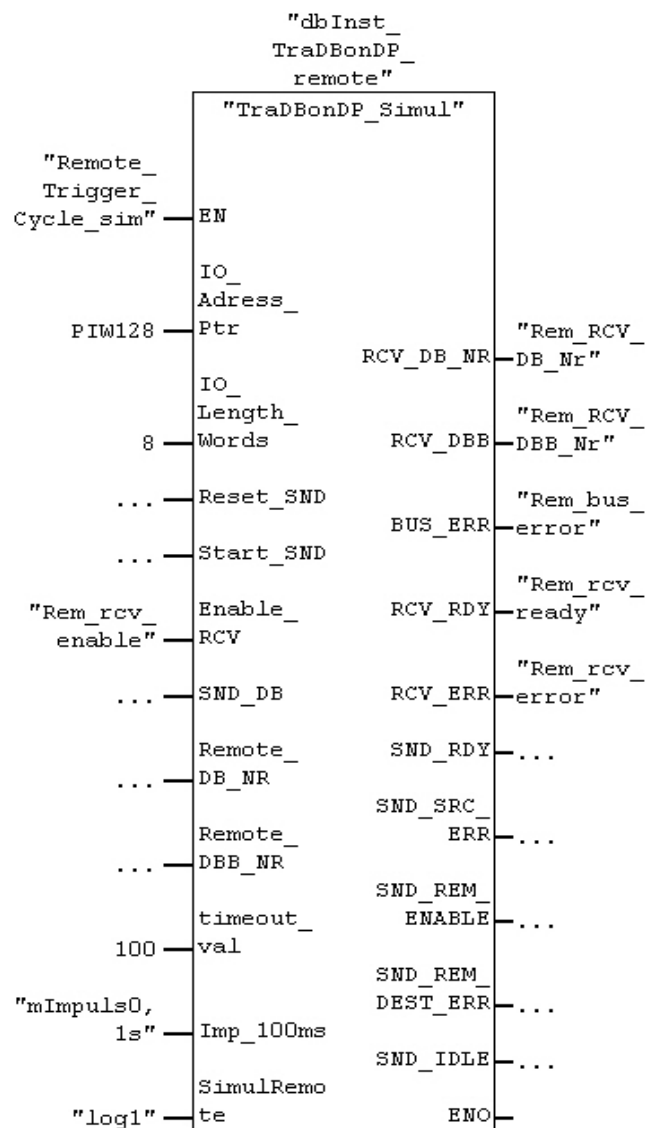 "dbInst_
TraDBonDP_
remote"
"TraDBonDP_Simul"
"Remote_
Trigger_
Cycle_sim"
EN
IO_
Adress_
PIW128
Ptr
"Rem_RCV_
RCV_DB_NR
DB_Nr"
IO_
Length_
8
Words
"Rem_RCV_
RCV_DBB
DBB_Nr"
...
Reset_SND
"Rem_bus_
BUS_ERR
error"
...
Start_SND
"Rem_rcv_
enable"
Enable_
RCV
"Rem_rcv_
RCV_RDY
ready"
...
SND_DB
"Rem_rcv_
RCV_ERR
error"
Remote_
... DB_NR
SND_RDY ...
Remote_
... DBB_NR
SND_SRC_
ERR ...
timeout_
100 val
SND_REM_
ENABLE ...
"mImpuls0,
1s"
Imp_100ms
SND_REM_
DEST_ERR ...
SND_IDLE ...
SimulRemo
"log1" te
ENO